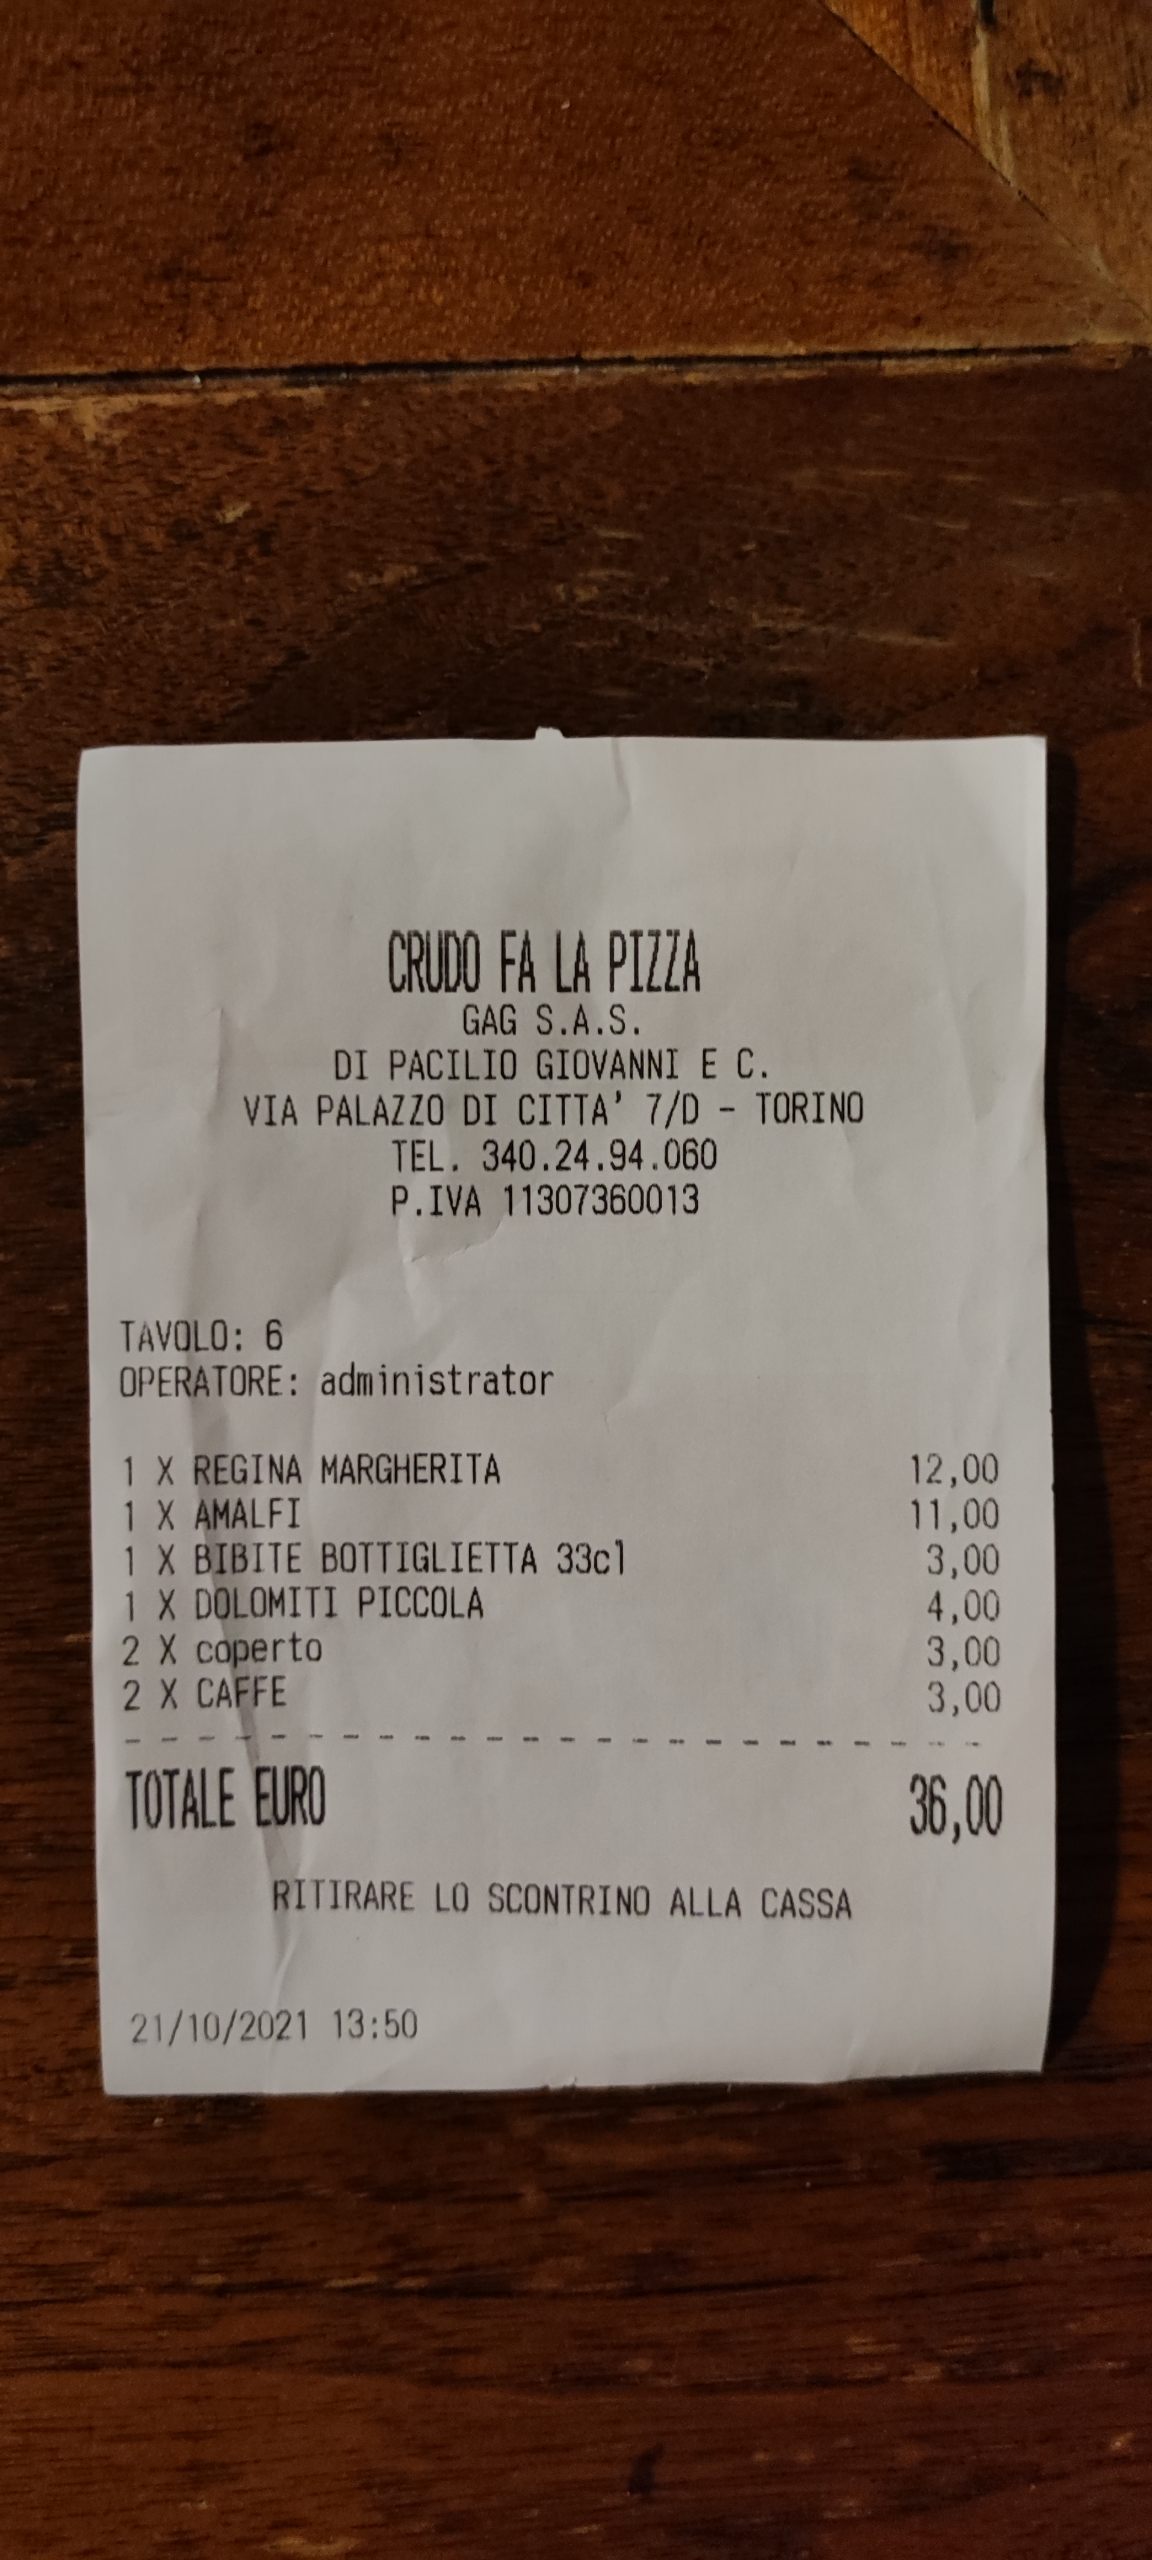 CRUDO FA LA PIZZA
GAG S.A.S.
DI PACILIO GIOVANNI E C.
VIA PALAZZO DI CITTA' 7/D - TORINO
TEL. 340.24.94.060
P.IVA 11307360013
TAVOLO: 6
OPERATORE: administrator
1 X REGINA MARGHERITA 12,00
1 X AMALFI 11,00
1 X BIBITE BOTTIGLIETTA 33cl 3,00
1 X DOLOMITI PICCOLA 4,00
2 X coperto 3,00
2 X CAFFE 3,00
TOTALE EURO 36,00
RITIRARE LO SCONTRINO ALLA CASSA
21/10/2021 13:50